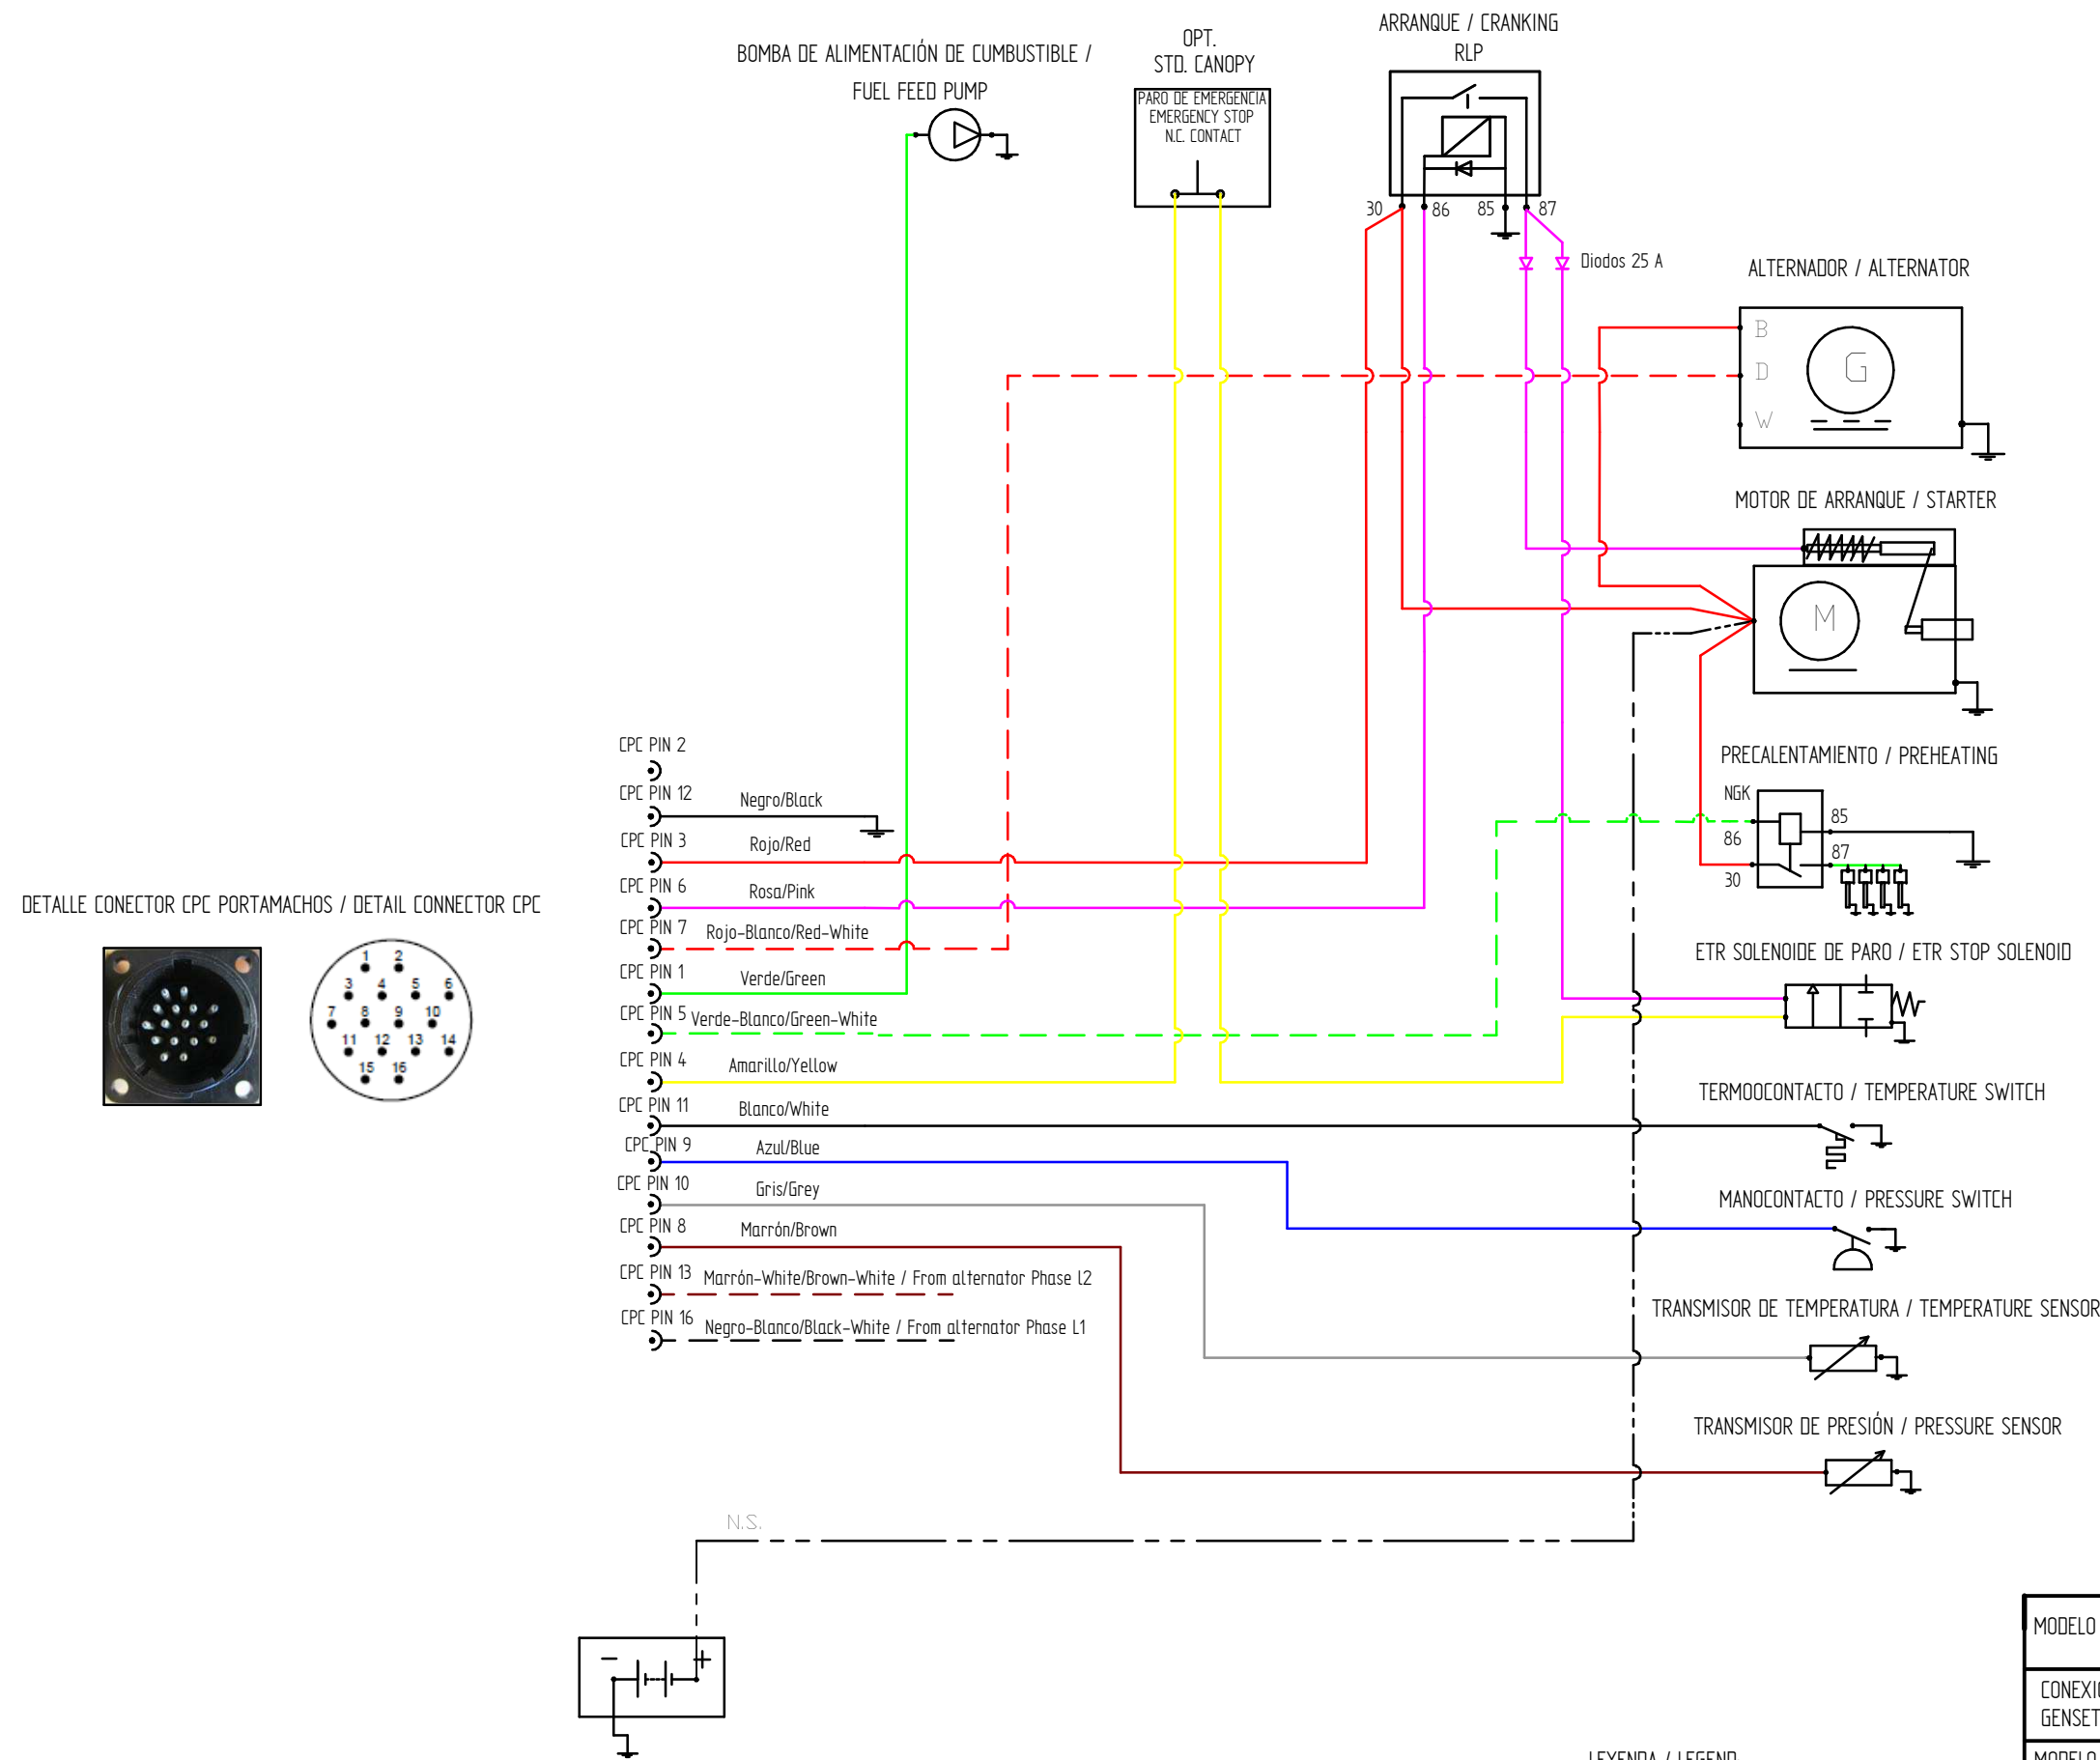 BOMBA DE ALIMENTACIÓN DE CUMBUSTIBLE /
FUEL FEED PUMP
OPT.
STD. CANOPY
PARO DE EMERGENCIA
EMERGENCY STOP
N.C. CONTACT
ARRANQUE / CRANKING
RLP
30
86
85
87
Diodos 25 A
ALTERNADOR / ALTERNATOR
B
D
W
G
MOTOR DE ARRANQUE / STARTER
M
PRECALENTAMIENTO / PREHEATING
NGK
86
30
85
87
ETR SOLENOIDE DE PARO / ETR STOP SOLENOID
TERMOOCONTACTO / TEMPERATURE SWITCH
MANOCONTACTO / PRESSURE SWITCH
TRANSMISOR DE TEMPERATURA / TEMPERATURE SENSOR
TRANSMISOR DE PRESIÓN / PRESSURE SENSOR
CPC PIN 2
CPC PIN 12
Negro/Black
CPC PIN 3
Rojo/Red
CPC PIN 6
Rosa/Pink
CPC PIN 7
Rojo-Blanco/Red-White
CPC PIN 1
Verde/Green
CPC PIN 5
Verde-Blanco/Green-White
CPC PIN 4
Amarillo/Yellow
CPC PIN 11
Blanco/White
CPC PIN 9
Azul/Blue
CPC PIN 10
Gris/Grey
CPC PIN 8
Marrón/Brown
CPC PIN 13
Marrón-White/Brown-White / From alternator Phase L2
CPC PIN 16
Negro-Blanco/Black-White / From alternator Phase L1
DETALLE CONECTOR CPC PORTAMACHOS / DETAIL CONNECTOR CPC
1 2
3 4 5 6
7 8 9 10
11 12 13 14
15 16
N.S.
- +
MODELO
GENSET
LEYENDA / LEGEND